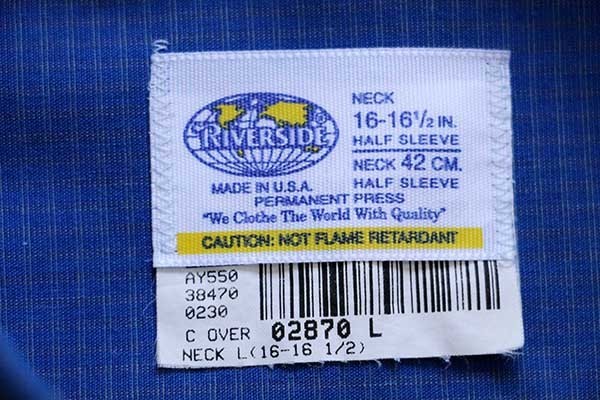 RIVERSIDE®
NECK
16-16½ IN.
HALF SLEEVE
NECK 42 CM.
HALF SLEEVE
MADE IN U.S.A.
PERMANENT PRESS
"We Clothe The World With Quality"
CAUTION: NOT FLAME RETARDANT
AY550
38470
0230
C OVER 02870 L
NECK L(16-16 1/2)